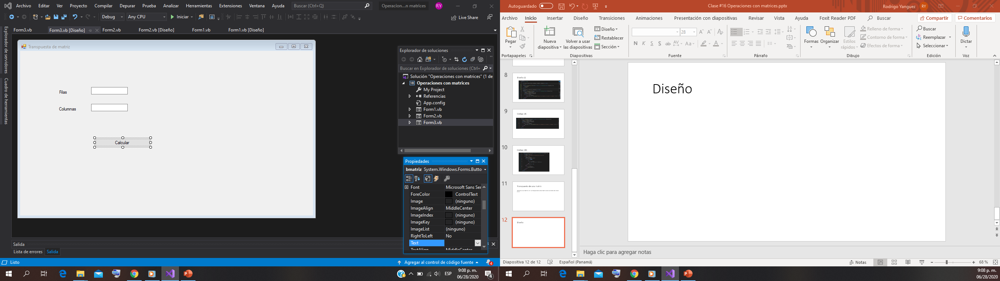 Archivo Editar Ver Proyecto Compilar Depurar Prueba Analizar Herramientas Extensiones Ventana Ayuda Buscar (Ctrl+Q) Operacion...n matrices RY
Debug Any CPU Iniciar Live Share
Form3.vb Form3.vb [Diseño] Form2.vb Form2.vb [Diseño] Form1.vb Form1.vb [Diseño]
Explorador de servidores
Cuadro de herramientas
Transpuesta de matriz
Filas
Columnas
Calcular
Explorador de soluciones
Buscar en Explorador de soluciones (Ctrl+
Solución "Operaciones con matrices" (1 de
Operaciones con matrices
My Project
Referencias
App.config
Form1.vb
Form2.vb
Form3.vb
Propiedades
bmatriz System.Windows.Forms.Butto
Font Microsoft Sans Ser
ForeColor ControlText
Image (ninguno)
ImageAlign MiddleCenter
ImageIndex (ninguno)
ImageKey (ninguno)
ImageList (ninguno)
RightToLeft No
Text
TextAlign MiddleCenter
Salida
Lista de errores Salida
Listo Agregar al control de código fuente 4
ESP 9:08 p. m.
06/28/2020 4
Autoguardado Clase #16 Operaciones con matrices.pptx Rodrigo Yanguez RY
Archivo Inicio Insertar Diseño Transiciones Animaciones Presentación con diapositivas Revisar Vista Ayuda Foxit Reader PDF Buscar Compartir Comentarios
Pegar
Portapapeles
Nueva
diapositiva
Volver a usar
las diapositivas
Diseño
Restablecer
Sección
Diapositivas
28
N K S S ab AV Aa A
Fuente
Párrafo
Formas Organizar Estilos
rápidos
Relleno de forma
Contorno de forma
Efectos de forma
Dibujo
Buscar
Reemplazar
Seleccionar
Edición
Dictar
Voz
8
Diseño (I)
9
Código (II)
10
Código (III)
11
Transpuesta de una matriz
12
Diseño
Diseño
Haga clic para agregar notas
Diapositiva 12 de 12 Español (Panamá) Notas 68 %
9:08 p. m.
06/28/2020